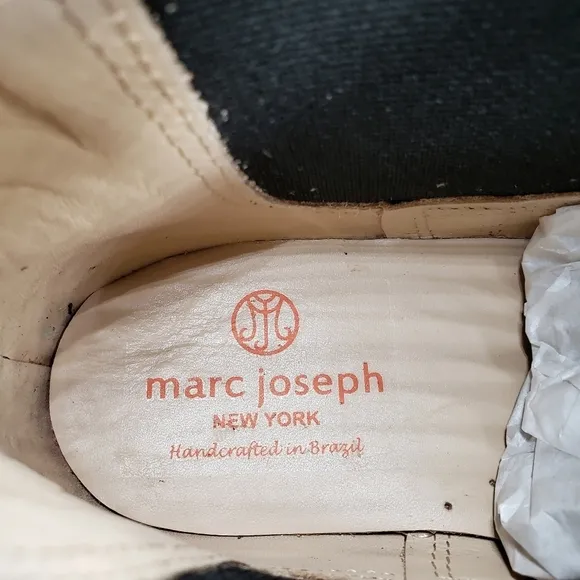 marc joseph
NEW YORK
Handcrafted in Brazil